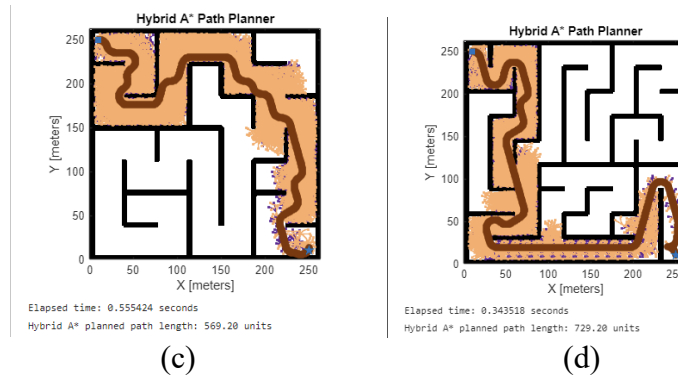 Hybrid A* Path Planner
250
200
150
100
50
0
Y [meters]
0 50 100 150 200 250
X [meters]
Elapsed time: 0.555424 seconds
Hybrid A* planned path length: 569.20 units
(c)
Hybrid A* Path Planner
250
200
150
100
50
0
Y [meters]
0 50 100 150 200 250
X [meters]
Elapsed time: 0.343518 seconds
Hybrid A* planned path length: 729.20 units
(d)